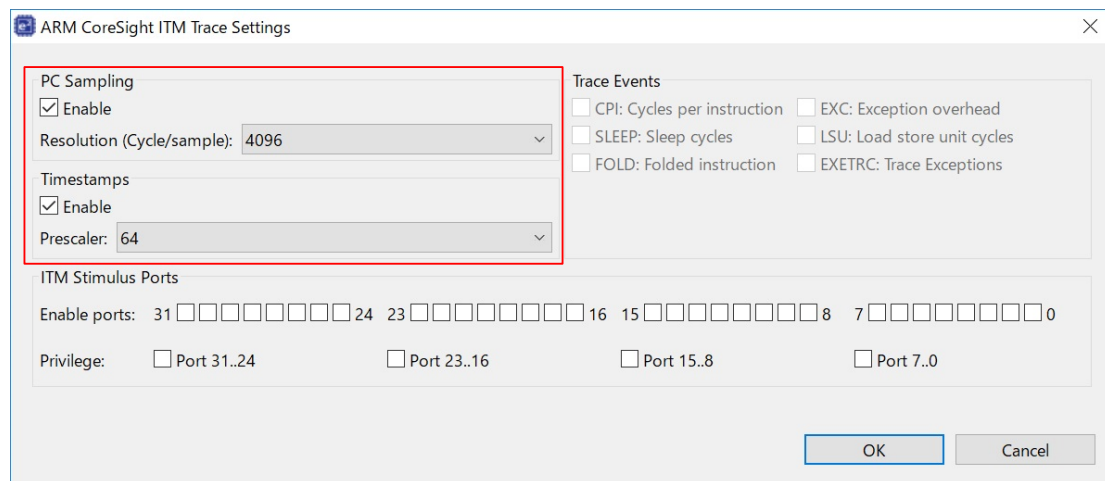 ARM CoreSight ITM Trace Settings
PC Sampling
Enable
Resolution (Cycle/sample): 4096
Timestamps
Enable
Prescaler: 64
Trace Events
CPI: Cycles per instruction EXC: Exception overhead
SLEEP: Sleep cycles LSU: Load store unit cycles
FOLD: Folded instruction EXETRC: Trace Exceptions
ITM Stimulus Ports
Enable ports: 31 24 23 16 15 8 7 0
Privilege: Port 31..24 Port 23..16 Port 15..8 Port 7..0
OK Cancel